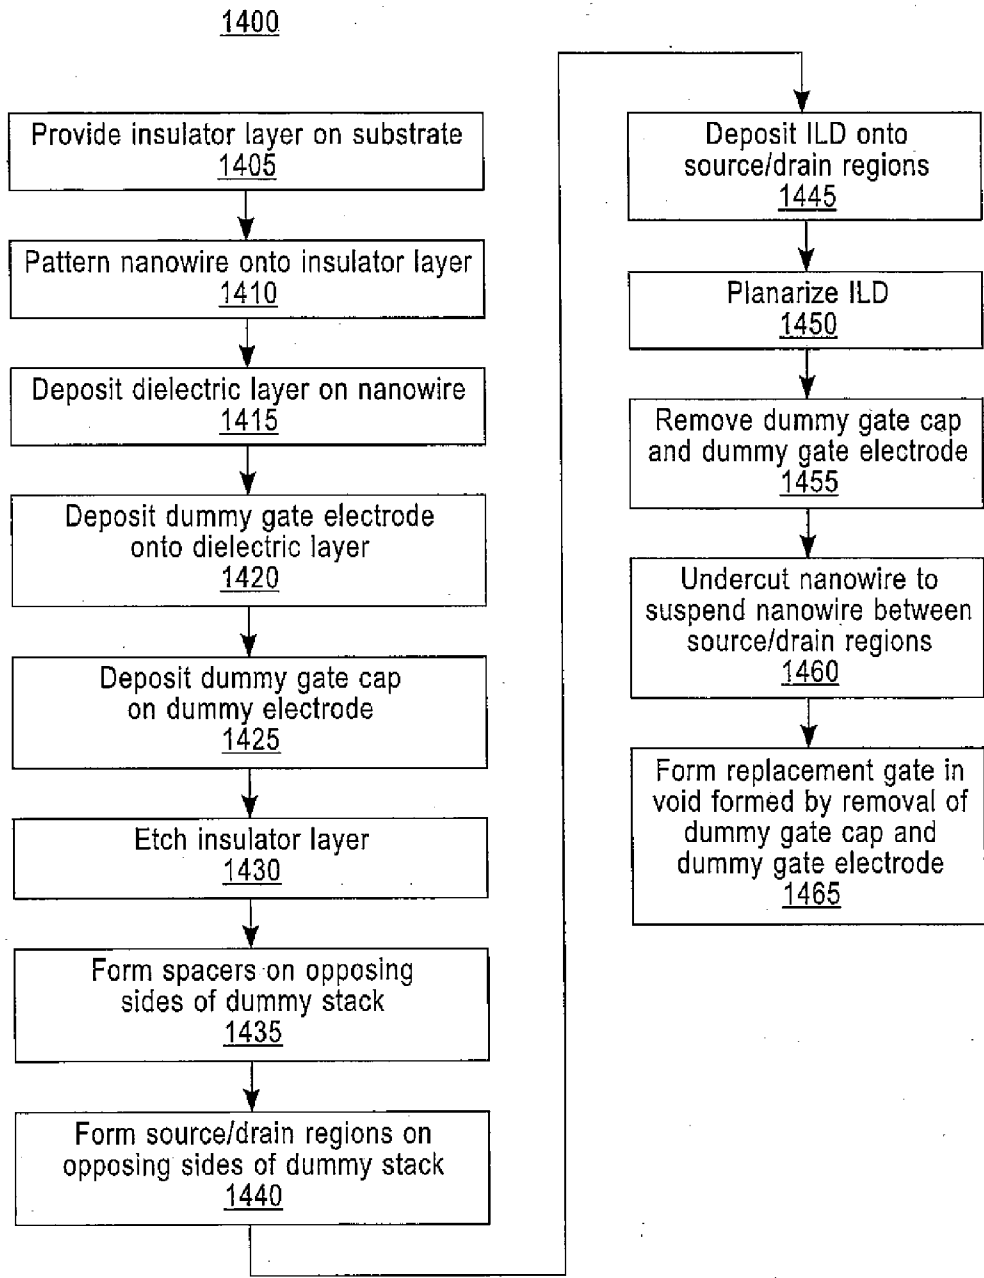 1400
Provide insulator layer on substrate
1405
Pattern nanowire onto insulator layer
1410
Deposit dielectric layer on nanowire
1415
Deposit dummy gate electrode
onto dielectric layer
1420
Deposit dummy gate cap
on dummy electrode
1425
Etch insulator layer
1430
Form spacers on opposing
sides of dummy stack
1435
Form source/drain regions on
opposing sides of dummy stack
1440
Deposit ILD onto
source/drain regions
1445
Planarize ILD
1450
Remove dummy gate cap
and dummy gate electrode
1455
Undercut nanowire to
suspend nanowire between
source/drain regions
1460
Form replacement gate in
void formed by removal of
dummy gate cap and
dummy gate electrode
1465